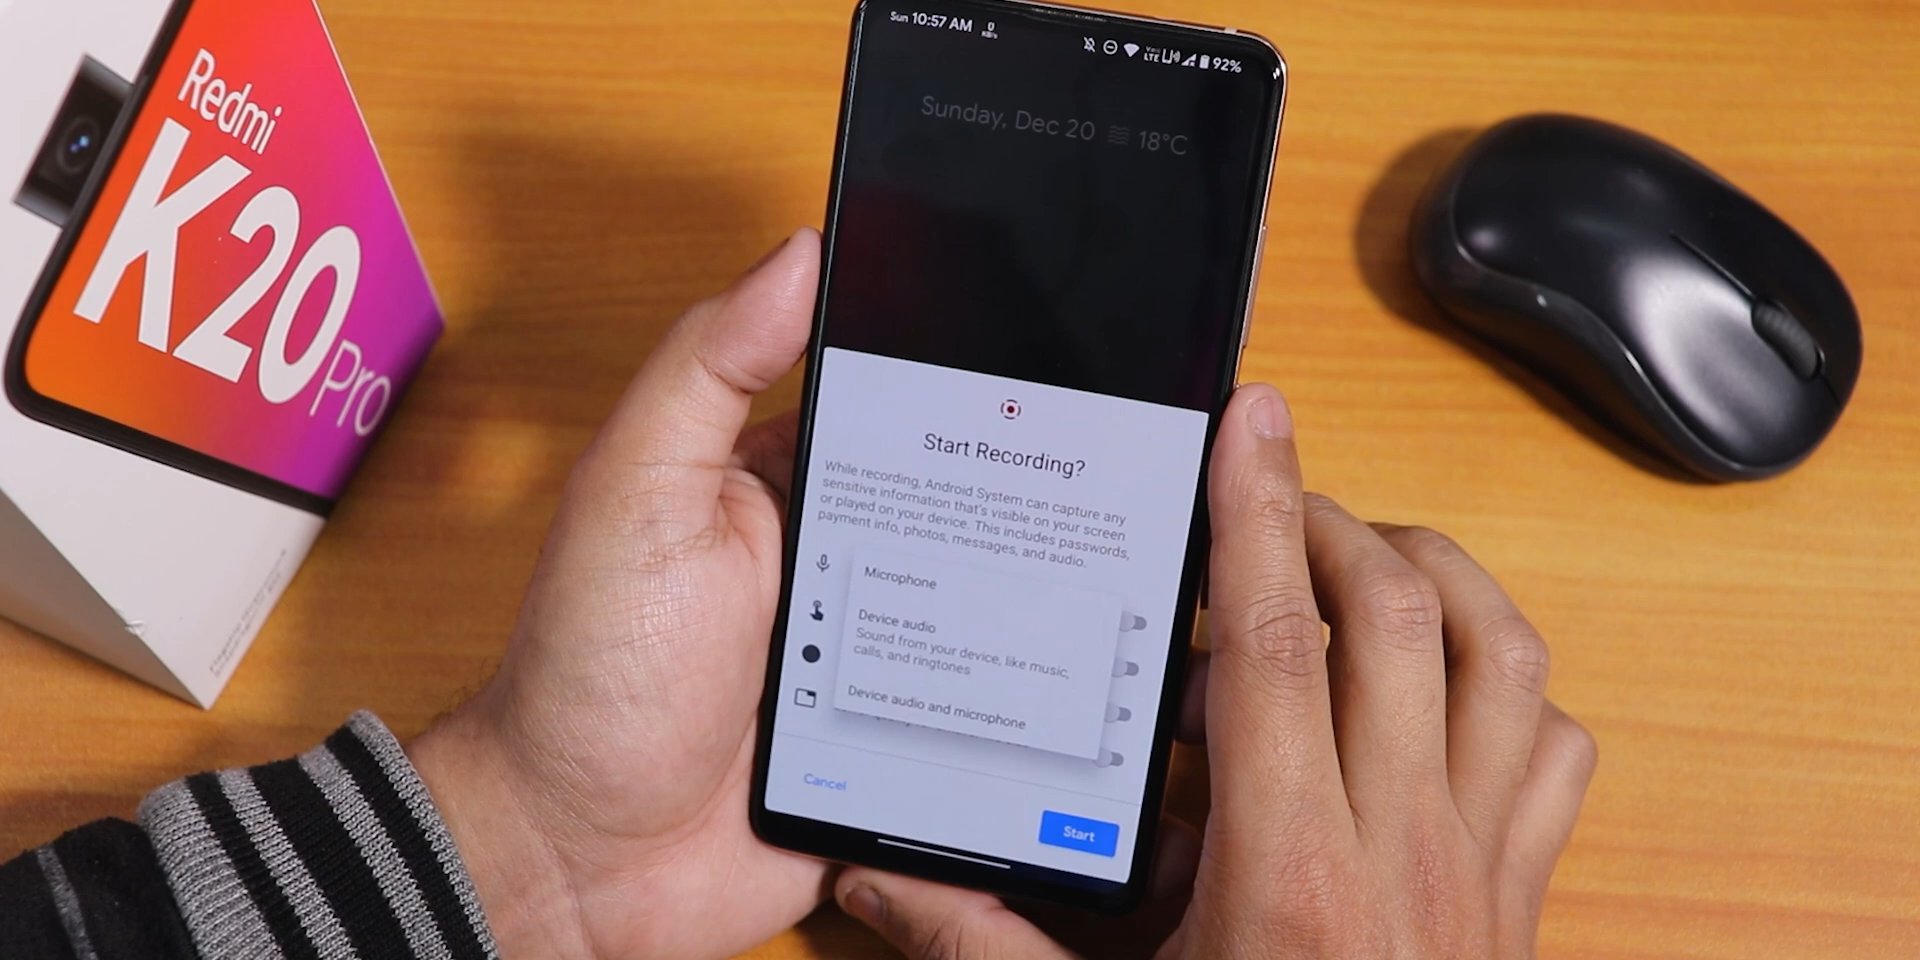 Redmi
K20 Pro
Sun 10:57 AM
0
KB/s
LTE
92%
Sunday, Dec 20 18°C
Start Recording?
While recording, Android System can capture any
sensitive information that's visible on your screen
or played on your device. This includes passwords,
payment info, photos, messages, and audio.
Microphone
Device audio
Sound from your device, like music,
calls, and ringtones
Device audio and microphone
Cancel
Start